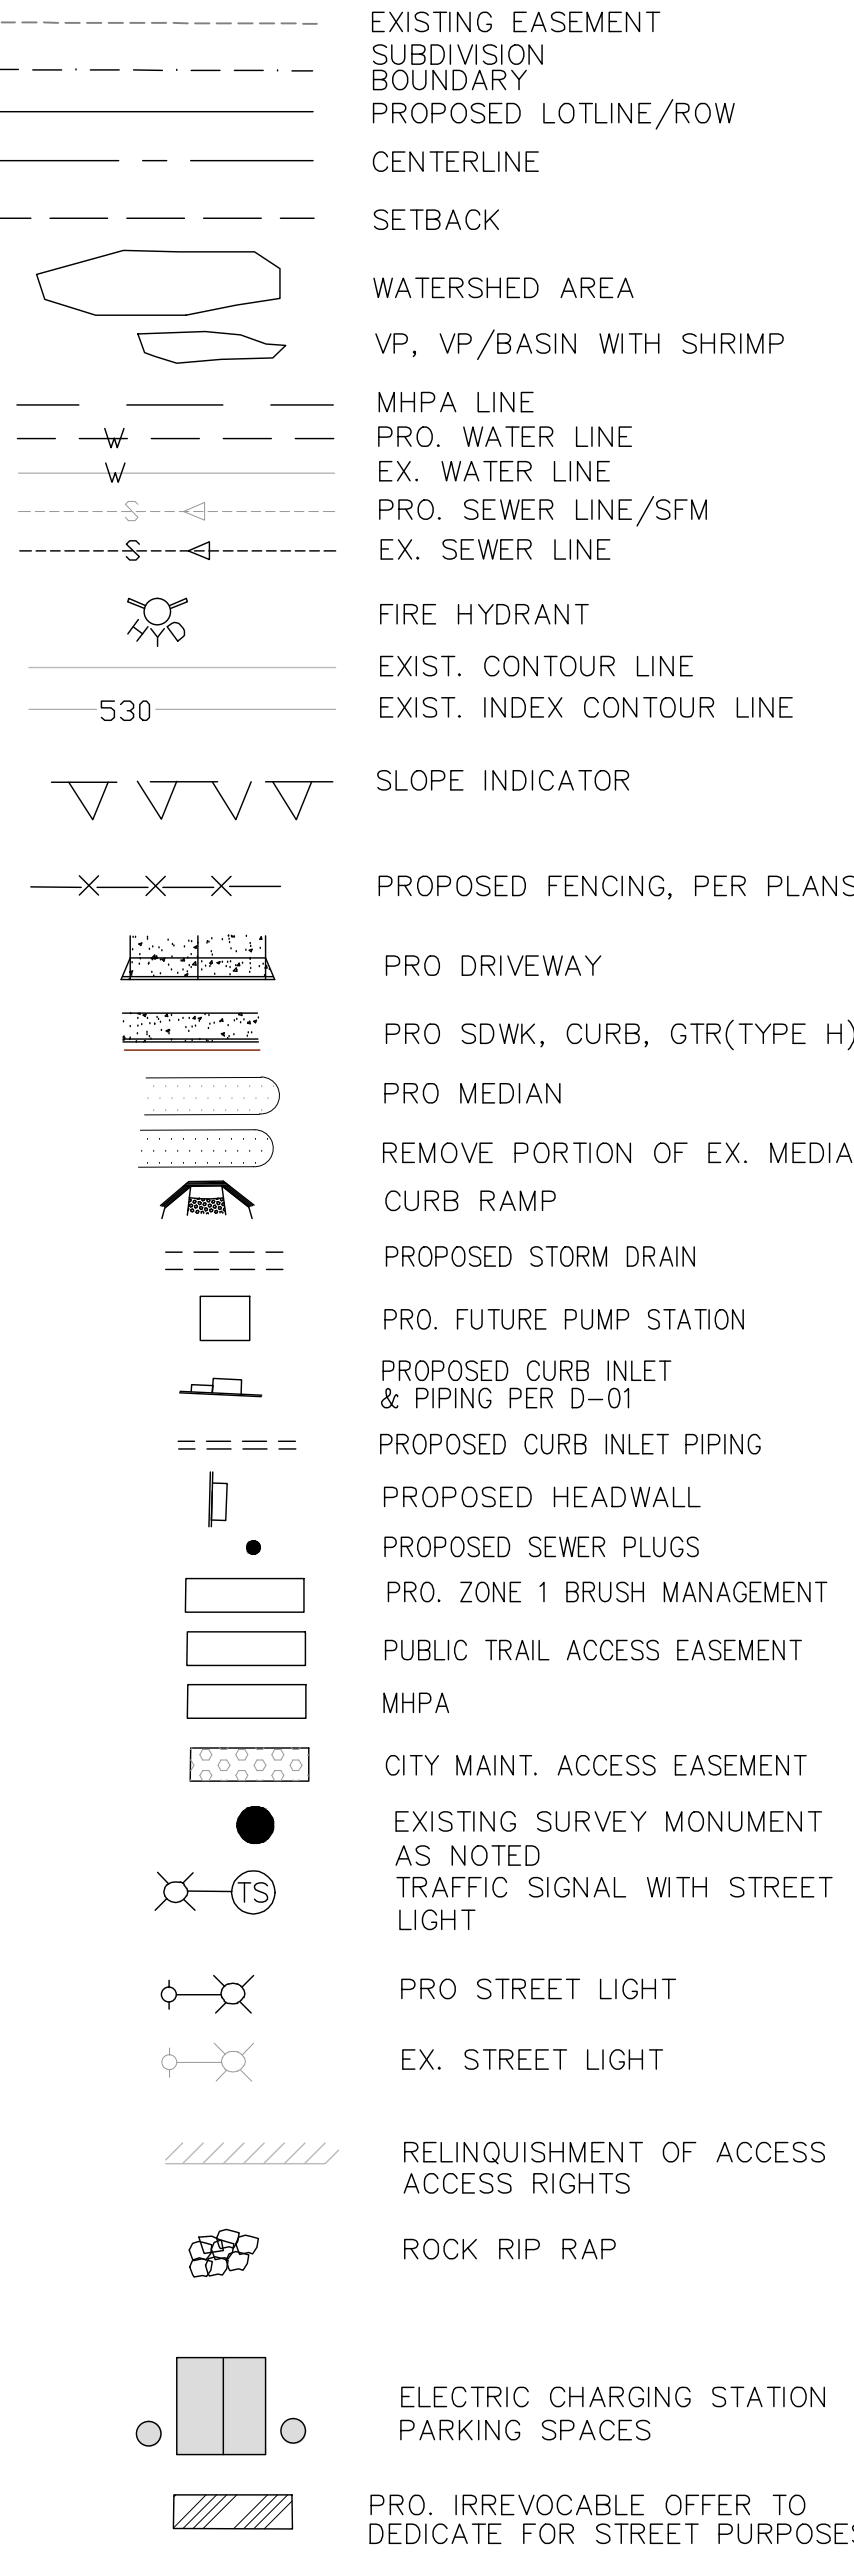 EXISTING EASEMENT
SUBDIVISION
BOUNDARY
PROPOSED LOTLINE/ROW
CENTERLINE
SETBACK
WATERSHED AREA
VP, VP/BASIN WITH SHRIMP
MHPA LINE
W PRO. WATER LINE
W EX. WATER LINE
S PRO. SEWER LINE/SFM
S EX. SEWER LINE
HYD FIRE HYDRANT
EXIST. CONTOUR LINE
530 EXIST. INDEX CONTOUR LINE
SLOPE INDICATOR
PROPOSED FENCING, PER PLANS
PRO DRIVEWAY
PRO SDWK, CURB, GTR(TYPE H)
PRO MEDIAN
REMOVE PORTION OF EX. MEDIA
CURB RAMP
PROPOSED STORM DRAIN
PRO. FUTURE PUMP STATION
PROPOSED CURB INLET
& PIPING PER D-01
PROPOSED CURB INLET PIPING
PROPOSED HEADWALL
PROPOSED SEWER PLUGS
PRO. ZONE 1 BRUSH MANAGEMENT
PUBLIC TRAIL ACCESS EASEMENT
MHPA
CITY MAINT. ACCESS EASEMENT
EXISTING SURVEY MONUMENT
AS NOTED
TS TRAFFIC SIGNAL WITH STREET
LIGHT
PRO STREET LIGHT
EX. STREET LIGHT
RELINQUISHMENT OF ACCESS
ACCESS RIGHTS
ROCK RIP RAP
ELECTRIC CHARGING STATION
PARKING SPACES
PRO. IRREVOCABLE OFFER TO
DEDICATE FOR STREET PURPOSES